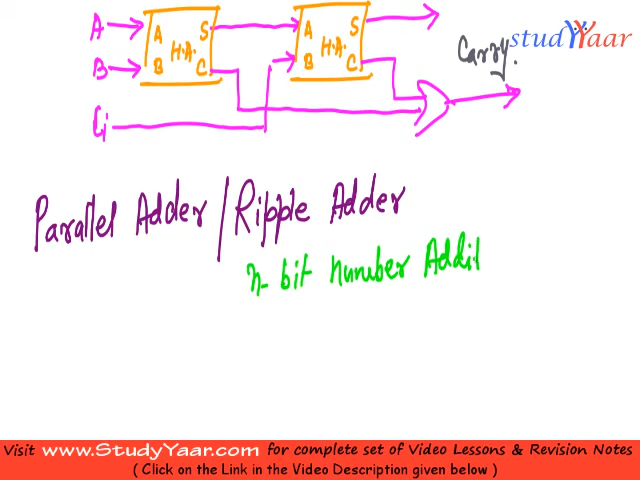 A A S A S
H.A. H.A.
B B C B C
Ci
Carry.
studYYaar
Parallel Adder / Ripple Adder
n- bit number Addit
Visit www.StudyYaar.com for complete set of Video Lessons & Revision Notes
( Click on the Link in the Video Description given below )